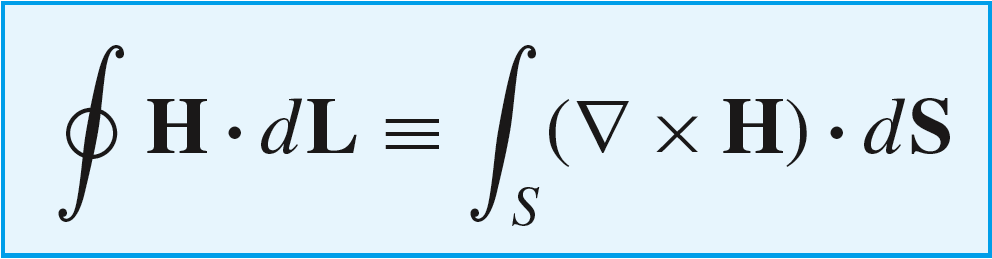 ∮ 𝐇 · d𝐋 ≡ ∫_S (∇ × 𝐇) · d𝐒